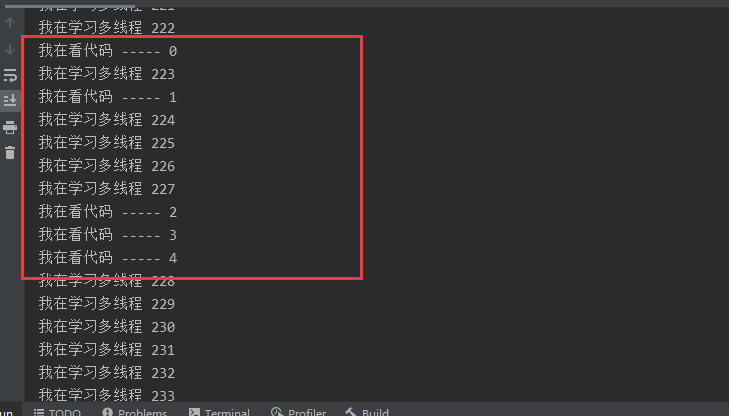 我在学习多线程 221
我在学习多线程 222
我在看代码 ----- 0
我在学习多线程 223
我在看代码 ----- 1
我在学习多线程 224
我在学习多线程 225
我在学习多线程 226
我在学习多线程 227
我在看代码 ----- 2
我在看代码 ----- 3
我在看代码 ----- 4
我在学习多线程 228
我在学习多线程 229
我在学习多线程 230
我在学习多线程 231
我在学习多线程 232
我在学习多线程 233
un TODO Problems Terminal Profiler Build